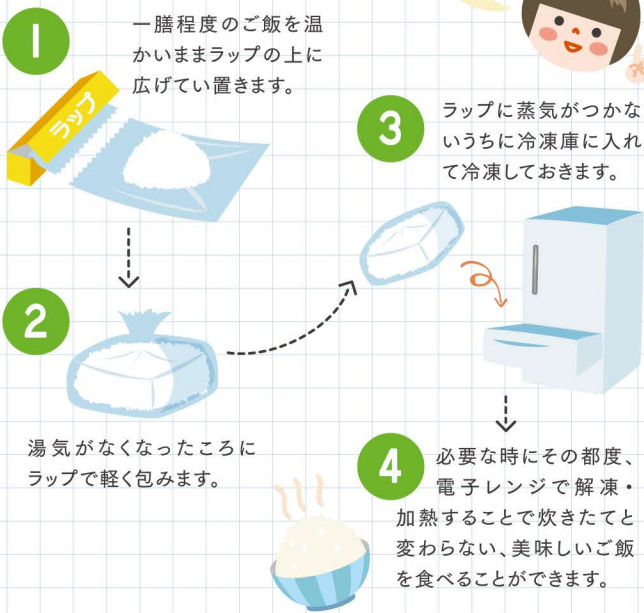 1
一膳程度のご飯を温
かいままラップの上に
広げてい置きます。
ラップ
2
湯気がなくなったころに
ラップで軽く包みます。
3
ラップに蒸気がつかな
いうちに冷凍庫に入れ
て冷凍しておきます。
4
必要な時にその都度、
電子レンジで解凍・
加熱することで炊きたてと
変わらない、美味しいご飯
を食べることができます。